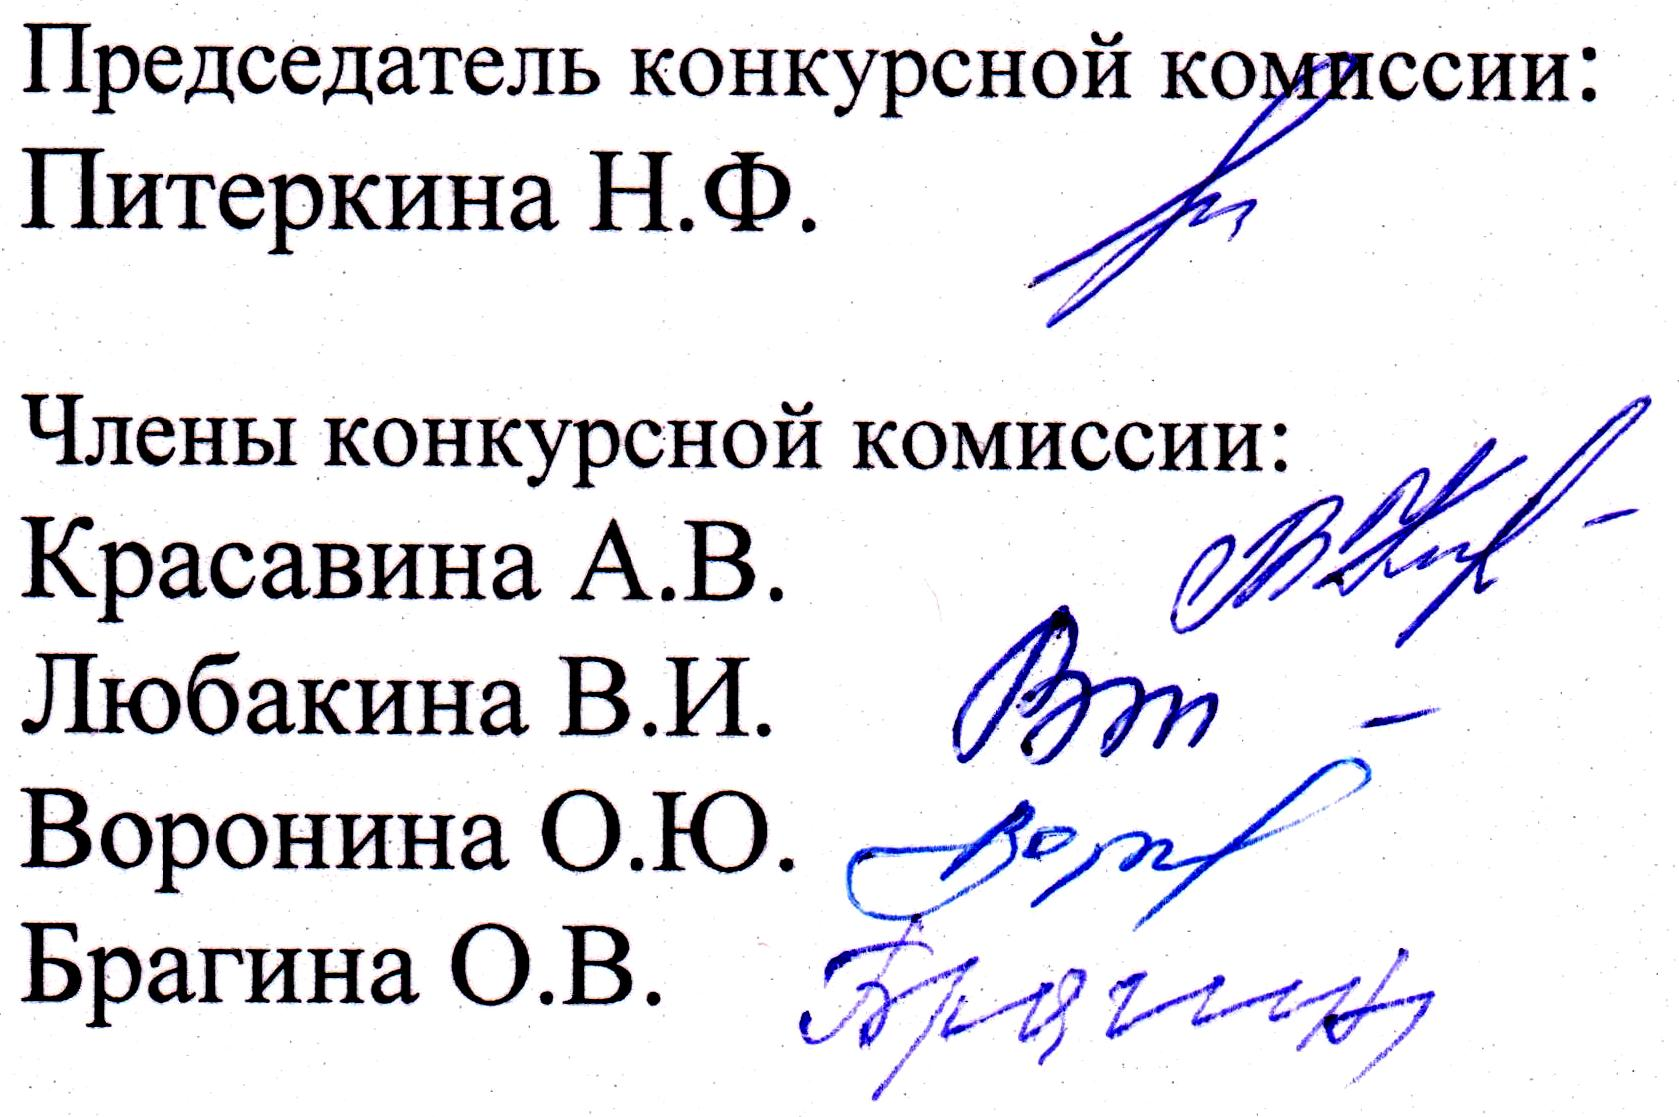 Председатель конкурсной комиссии:
Питеркина Н.Ф.
Члены конкурсной комиссии:
Красавина А.В.
Любакина В.И.
Воронина О.Ю.
Брагина О.В.